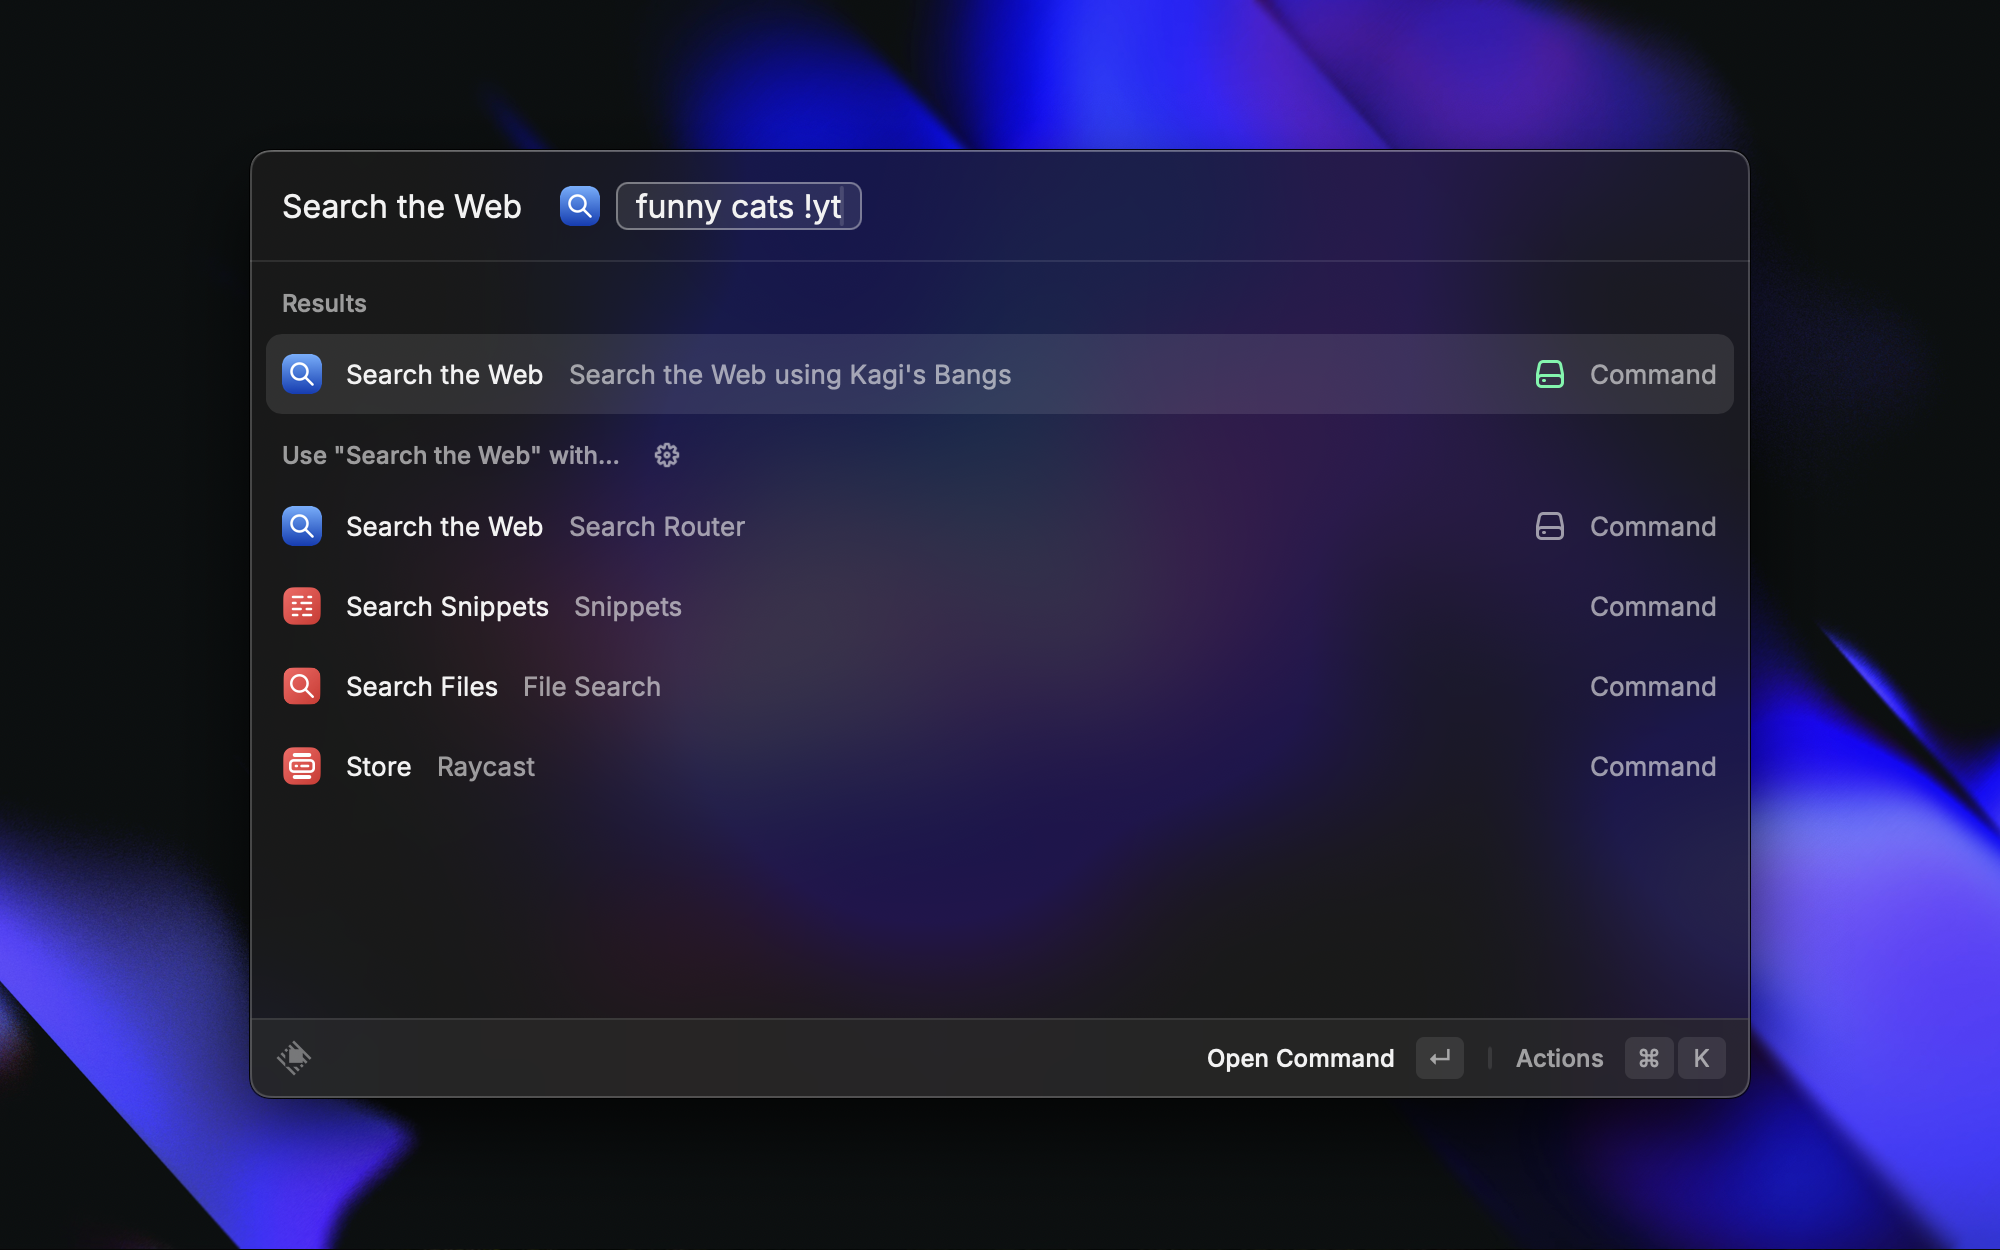 Search the Web funny cats !yt
Results
Search the Web Search the Web using Kagi's Bangs Command
Use "Search the Web" with...
Search the Web Search Router Command
Search Snippets Snippets Command
Search Files File Search Command
Store Raycast Command
Open Command ↵ Actions ⌘ K